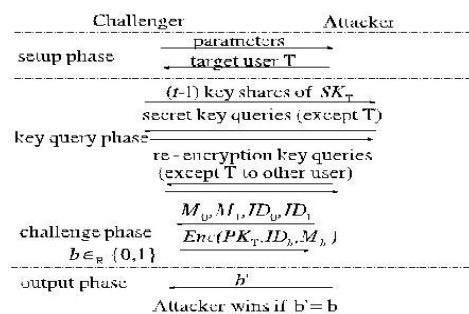 Challenger Attacker
parameters
setup phase target user T
(t-1) key shares of SK_T
secret key queries (except T)
key query phase
re-encryption key queries
(except T to other user)
M_0, M_1, ID_0, ID_1
challenge phase Enc(PK_T, ID_b, M_b)
b ∈_R {0,1}
output phase b'
Attacker wins if b'=b